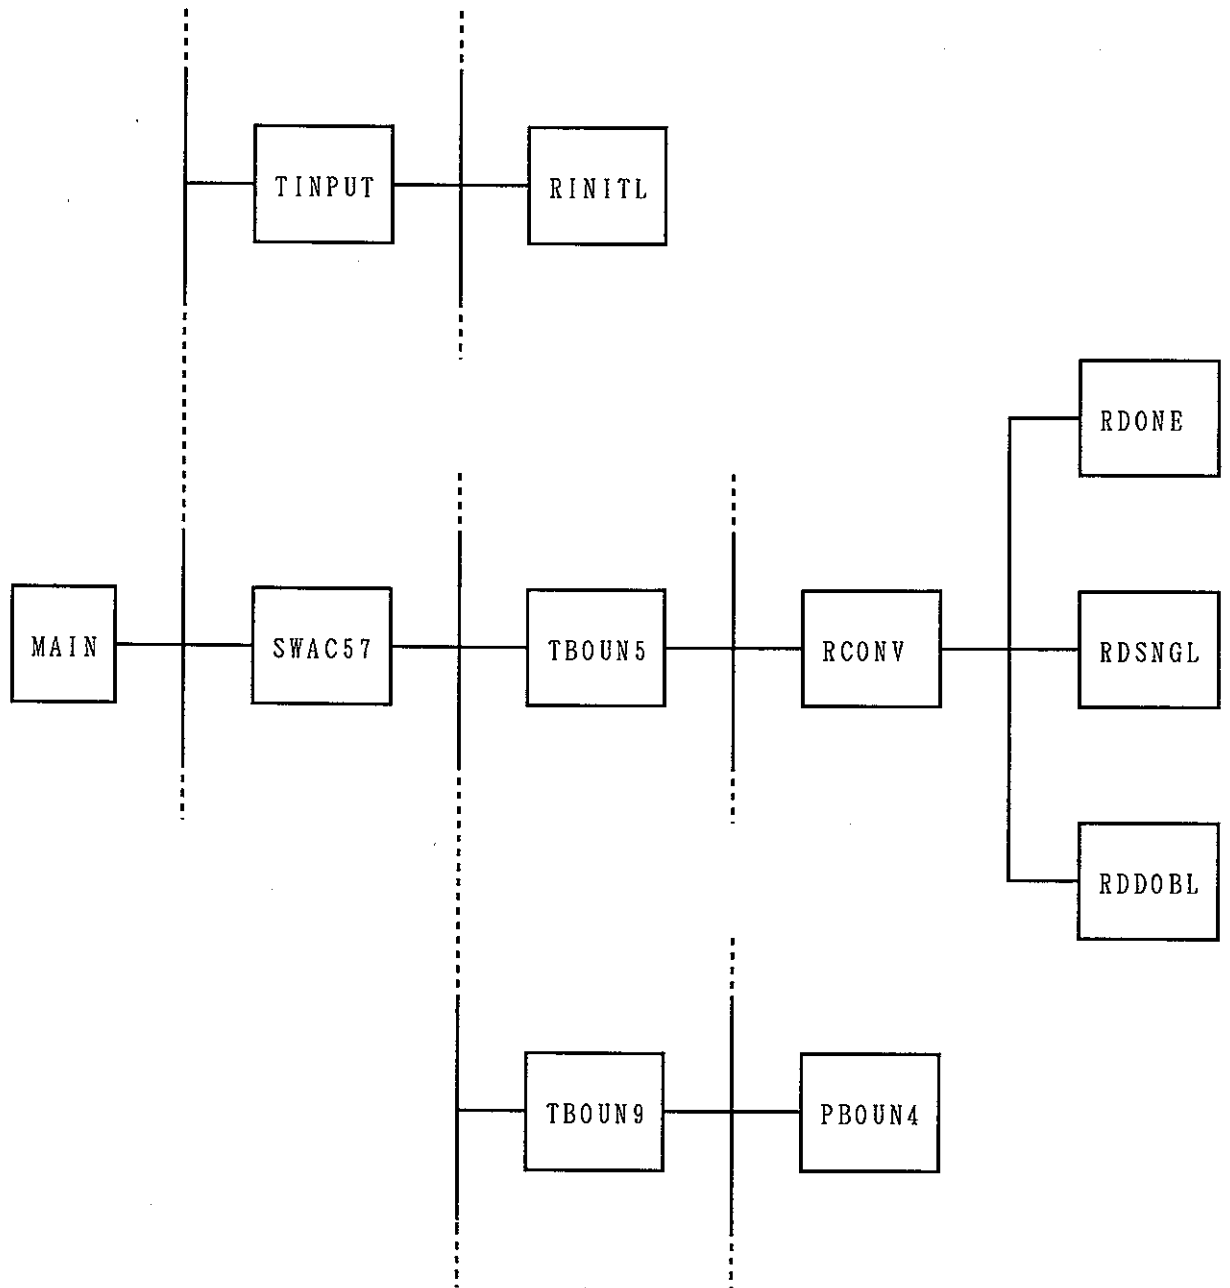 TINPUT
RINITL
RDONE
MAIN
SWAC57
TBOUN5
RCONV
RDSNGL
RDDOBL
TBOUN9
PBOUN4